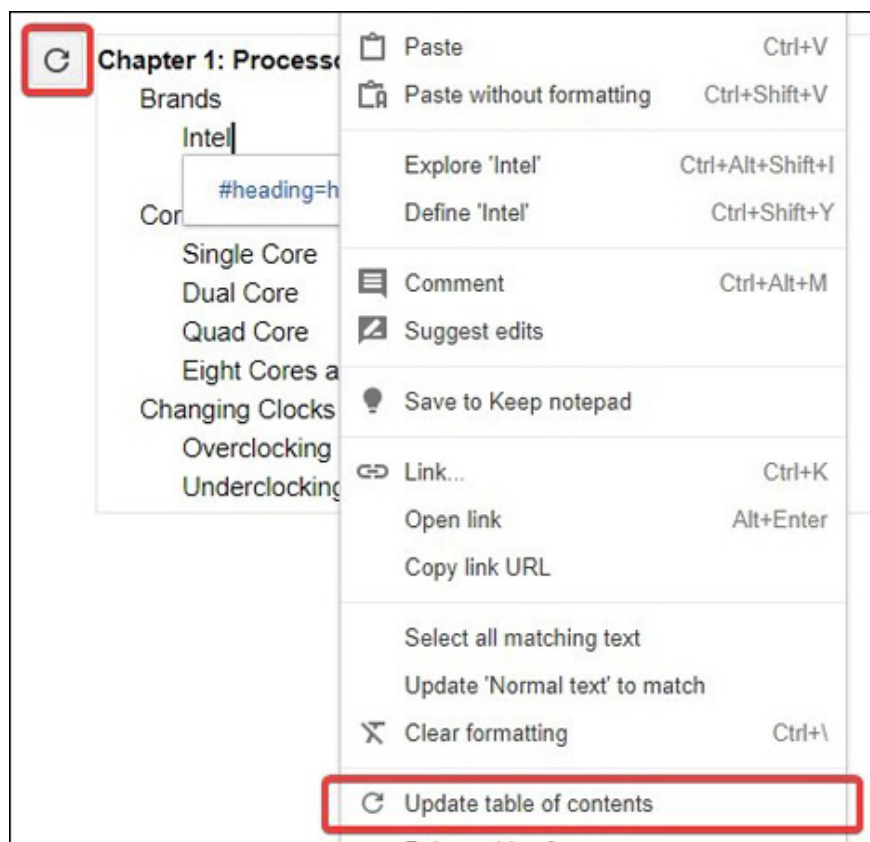 Chapter 1: Processo
Brands
Intel
#heading=h
Cor
Single Core
Dual Core
Quad Core
Eight Cores a
Changing Clocks
Overclocking
Underclocking
Paste Ctrl+V
Paste without formatting Ctrl+Shift+V
Explore 'Intel' Ctrl+Alt+Shift+I
Define 'Intel' Ctrl+Shift+Y
Comment Ctrl+Alt+M
Suggest edits
Save to Keep notepad
Link... Ctrl+K
Open link Alt+Enter
Copy link URL
Select all matching text
Update 'Normal text' to match
Clear formatting Ctrl+\
Update table of contents